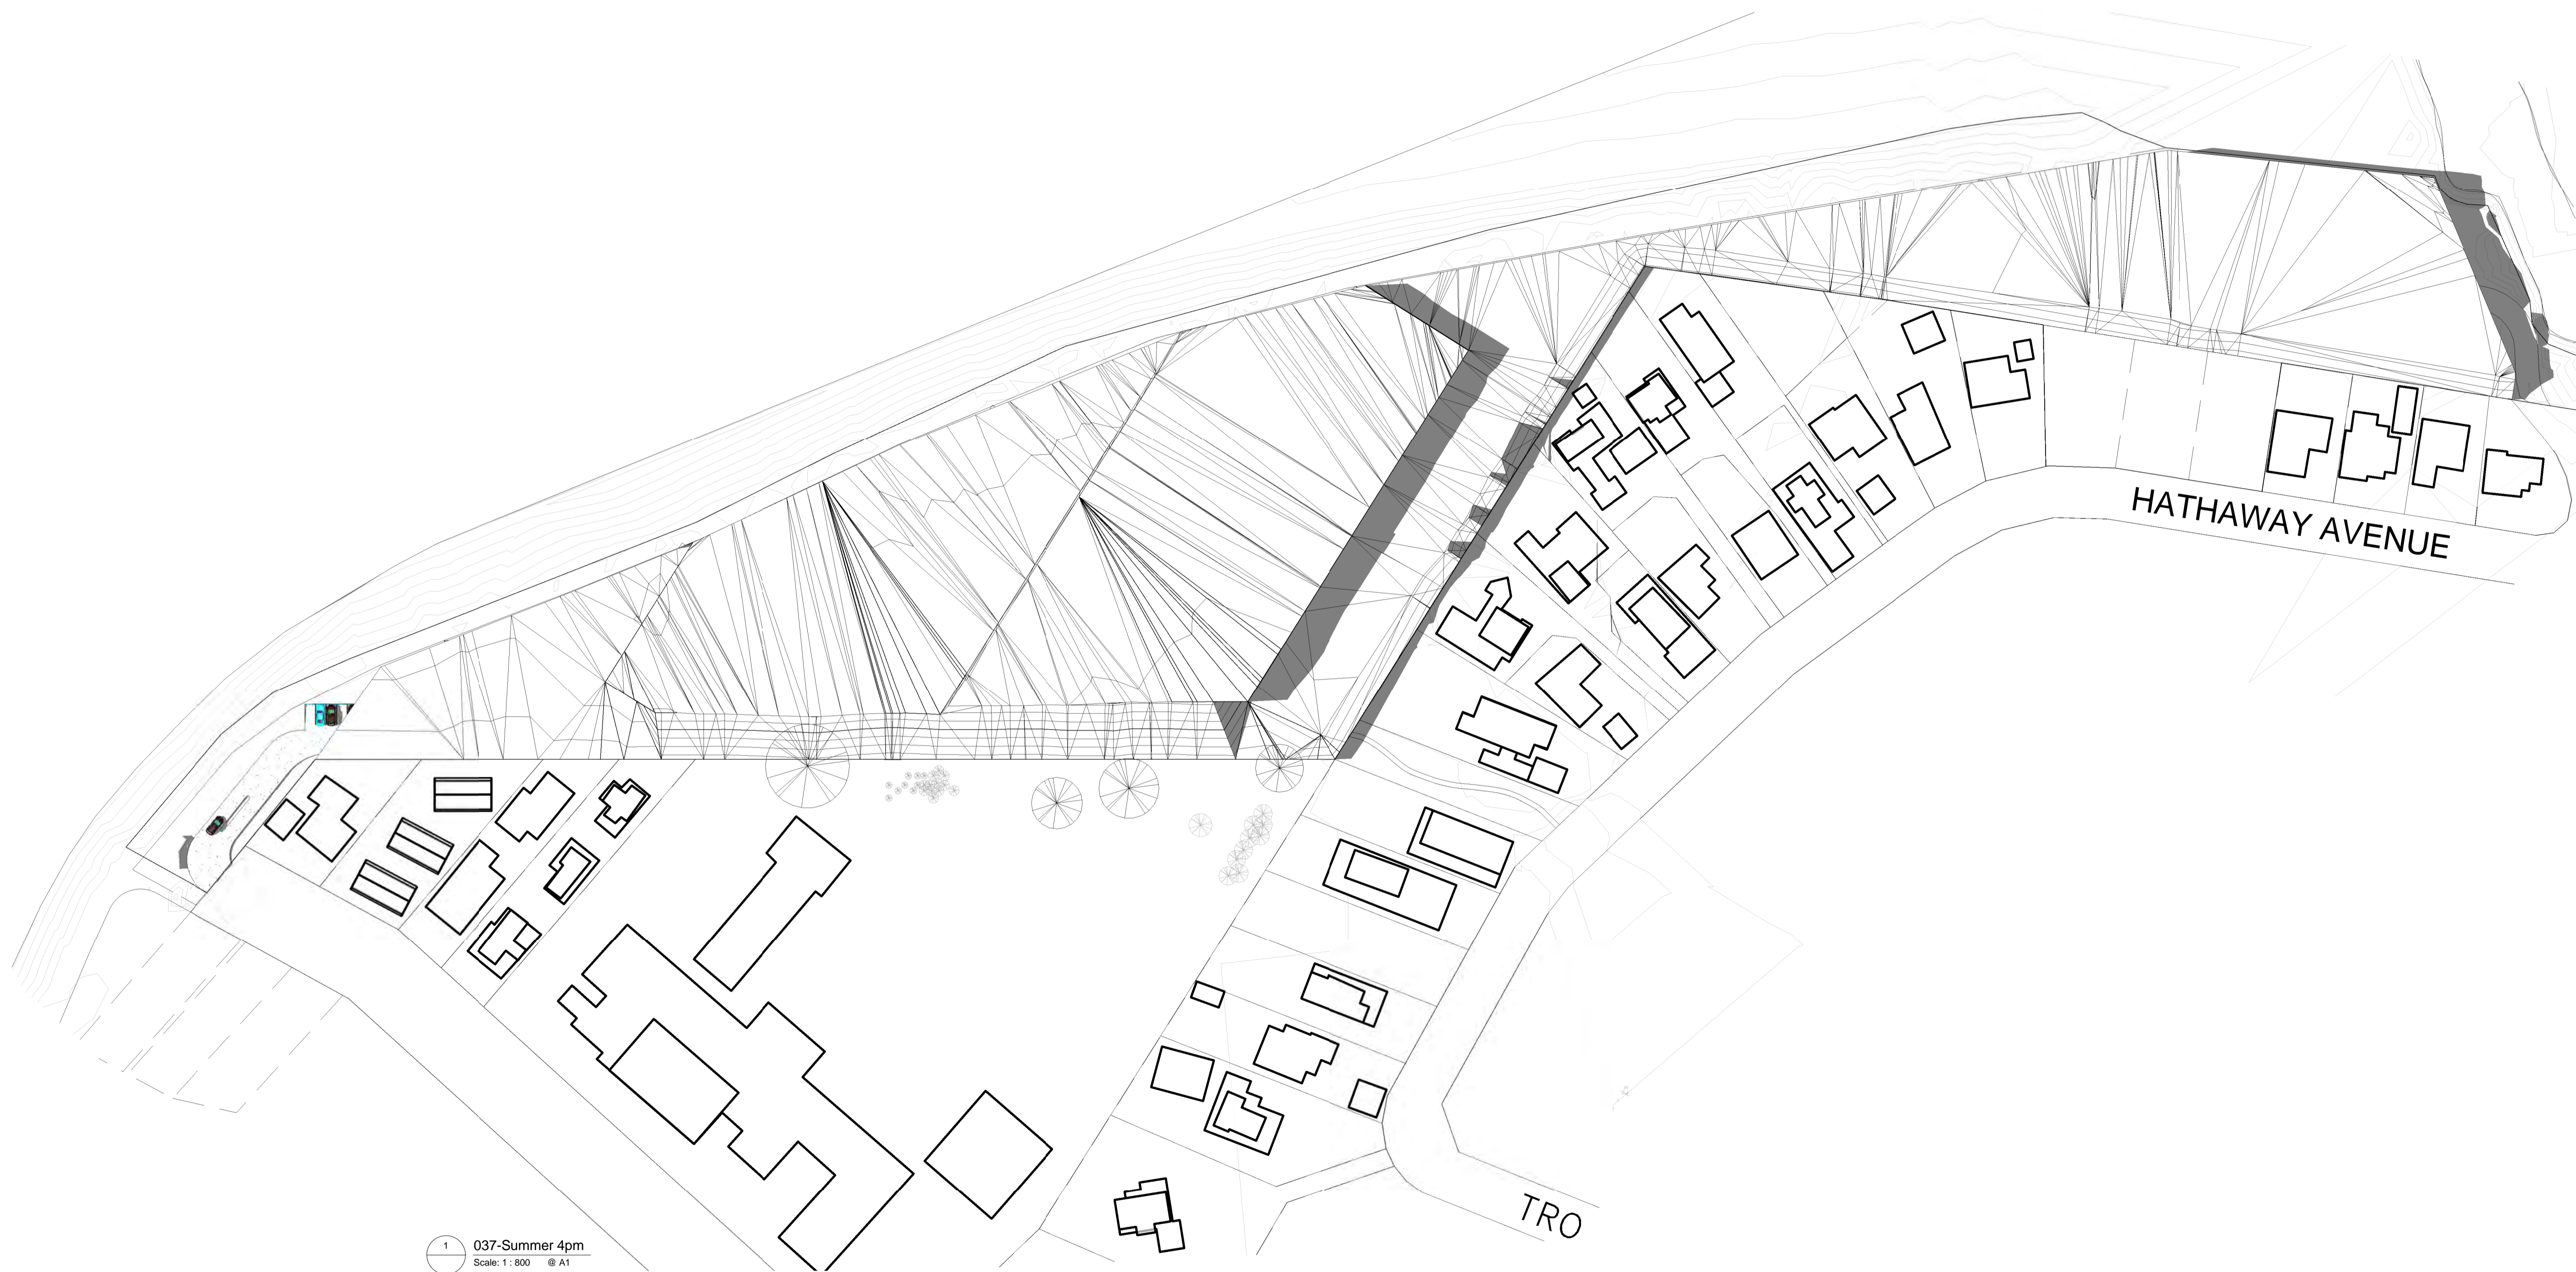 HATHAWAY AVENUE
TRO
1
037-Summer 4pm
Scale: 1 : 800 @ A1